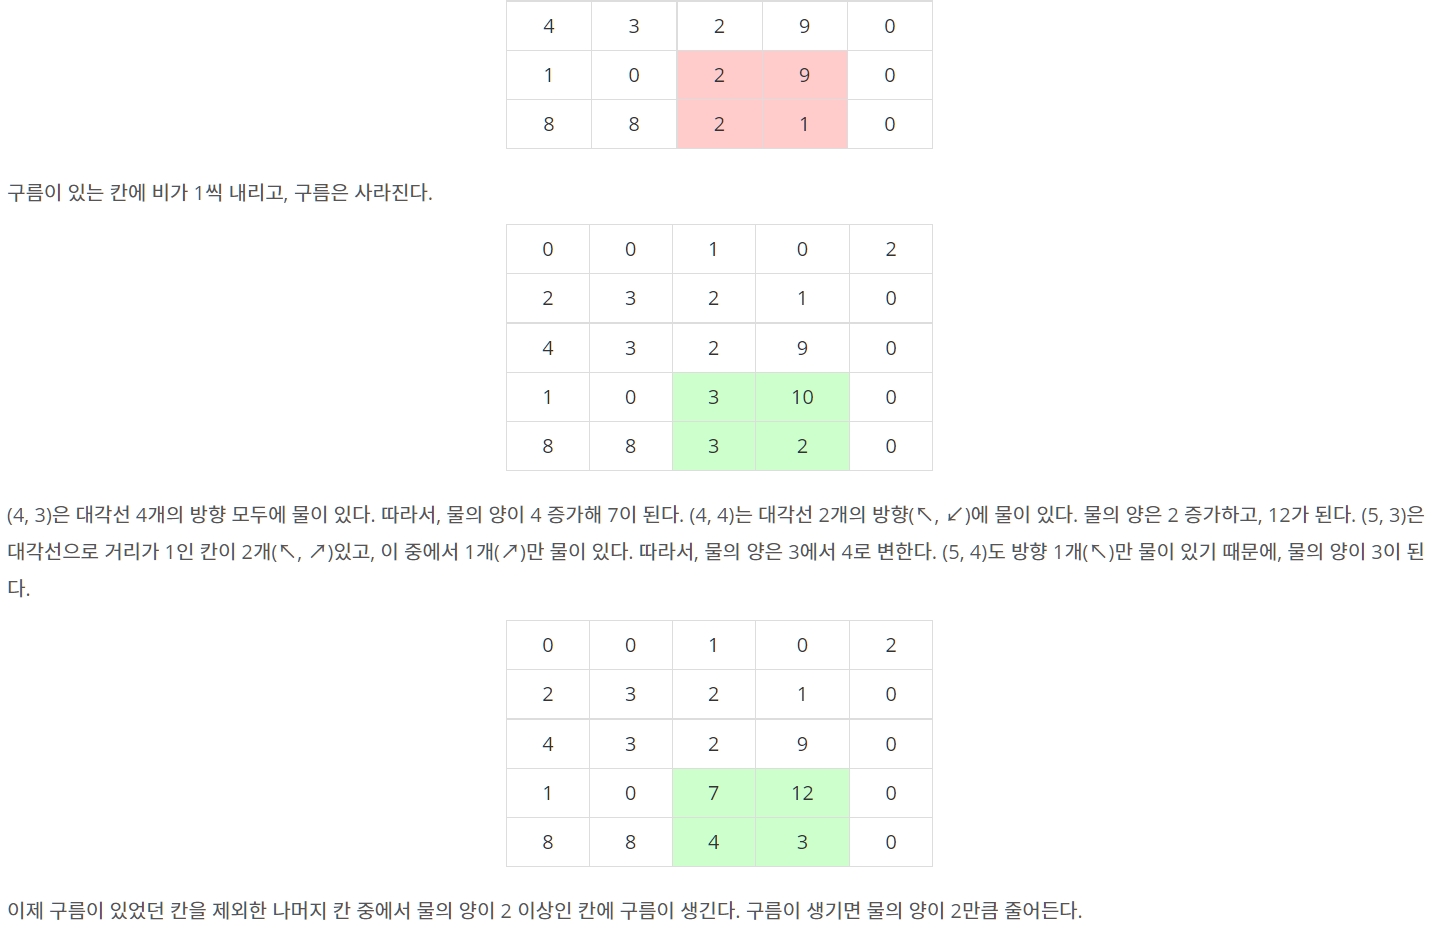 4 3 2 9 0
1 0 2 9 0
8 8 2 1 0
구름이 있는 칸에 비가 1씩 내리고, 구름은 사라진다.
0 0 1 0 2
2 3 2 1 0
4 3 2 9 0
1 0 3 10 0
8 8 3 2 0
(4, 3)은 대각선 4개의 방향 모두에 물이 있다. 따라서, 물의 양이 4 증가해 7이 된다. (4, 4)는 대각선 2개의 방향(↖, ↙)에 물이 있다. 물의 양은 2 증가하고, 12가 된다. (5, 3)은
대각선으로 거리가 1인 칸이 2개(↖, ↗)있고, 이 중에서 1개(↗)만 물이 있다. 따라서, 물의 양은 3에서 4로 변한다. (5, 4)도 방향 1개(↖)만 물이 있기 때문에, 물의 양이 3이 된
다.
0 0 1 0 2
2 3 2 1 0
4 3 2 9 0
1 0 7 12 0
8 8 4 3 0
이제 구름이 있었던 칸을 제외한 나머지 칸 중에서 물의 양이 2 이상인 칸에 구름이 생긴다. 구름이 생기면 물의 양이 2만큼 줄어든다.